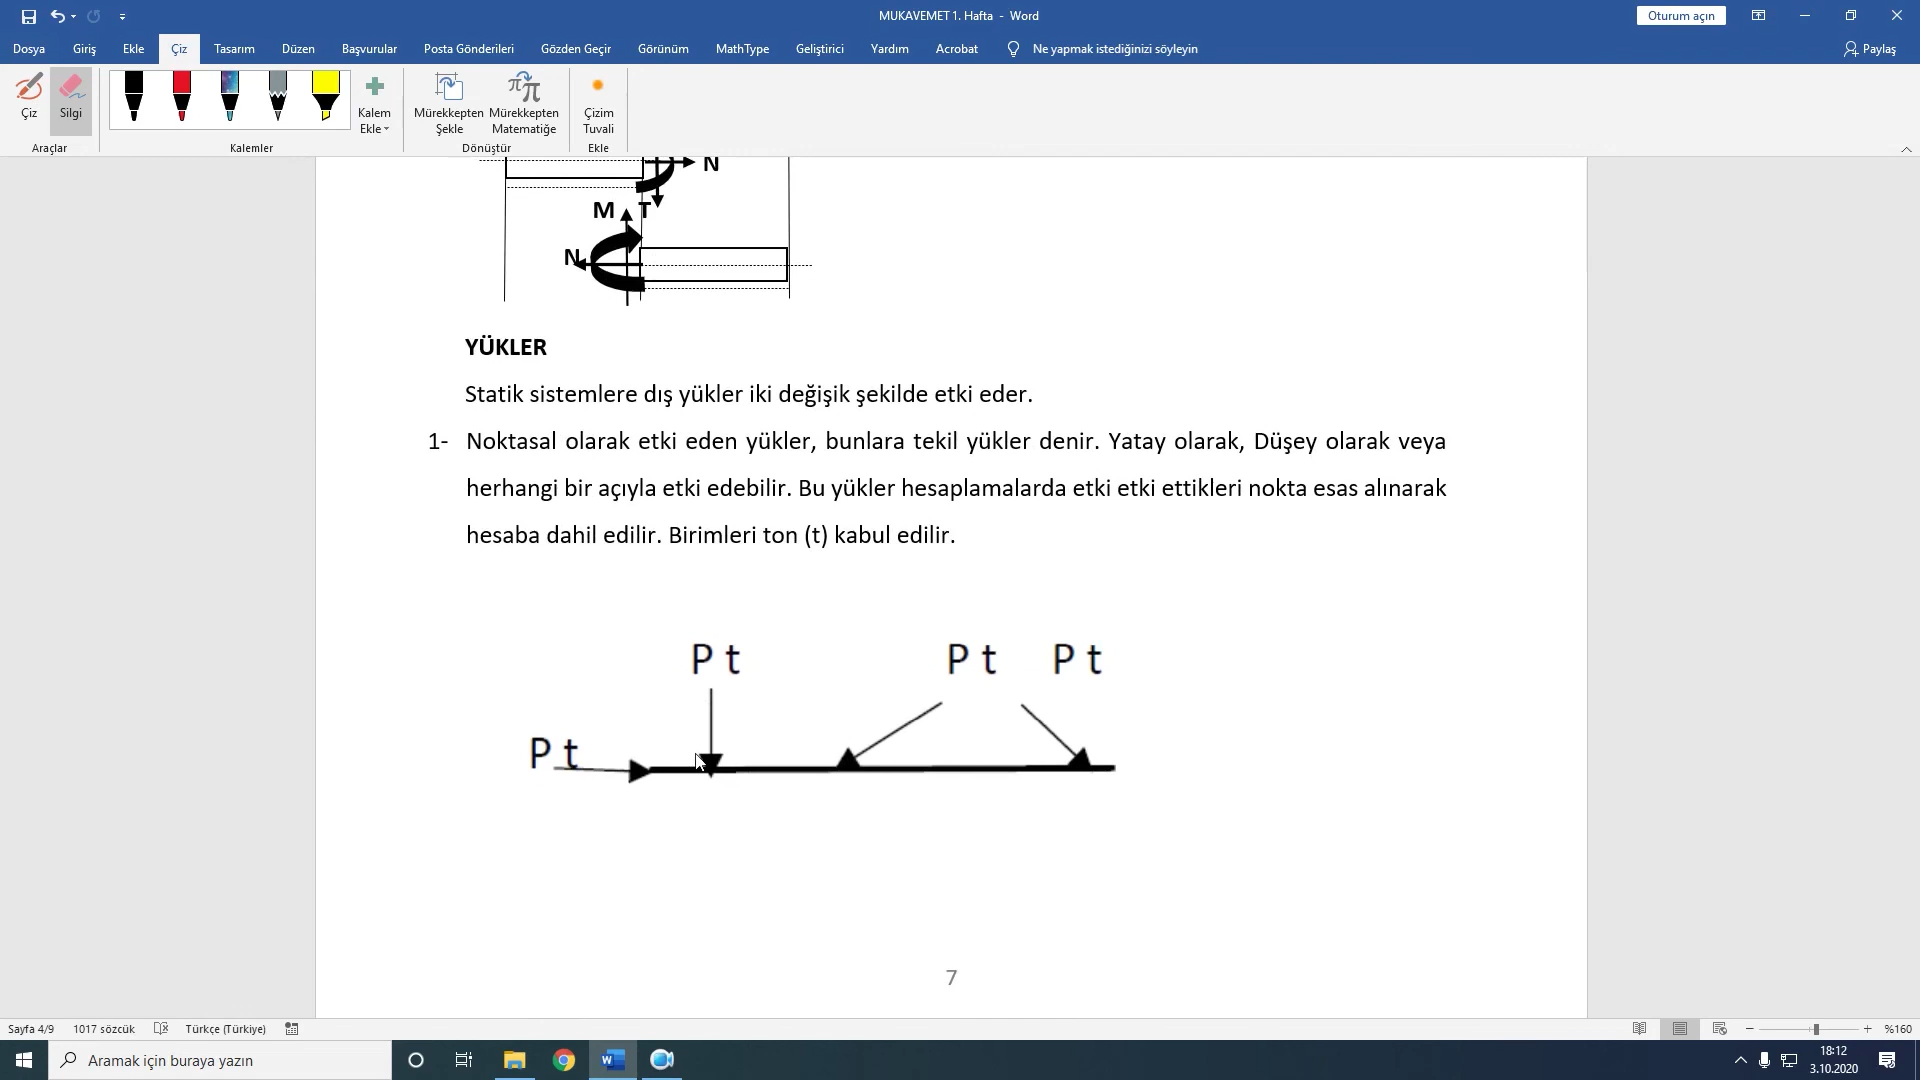 MUKAVEMET 1. Hafta - Word
Oturum açın
Dosya Giriş Ekle Çiz Tasarım Düzen Başvurular Posta Gönderileri Gözden Geçir Görünüm MathType Geliştirici Yardım Acrobat Ne yapmak istediğinizi söyleyin Paylaş
Çiz
Silgi
Kalem
Ekle
Mürekkepten
Şekle
Mürekkepten
Matematiğe
Çizim
Tuvali
Araçlar Kalemler Dönüştür Ekle
N
M T
N
YÜKLER
Statik sistemlere dış yükler iki değişik şekilde etki eder.
1- Noktasal olarak etki eden yükler, bunlara tekil yükler denir. Yatay olarak, Düşey olarak veya
herhangi bir açıyla etki edebilir. Bu yükler hesaplamalarda etki etki ettikleri nokta esas alınarak
hesaba dahil edilir. Birimleri ton (t) kabul edilir.
P t P t P t
P t
7
Sayfa 4/9 1017 sözcük Türkçe (Türkiye) %160
Aramak için buraya yazın
18:12
3.10.2020